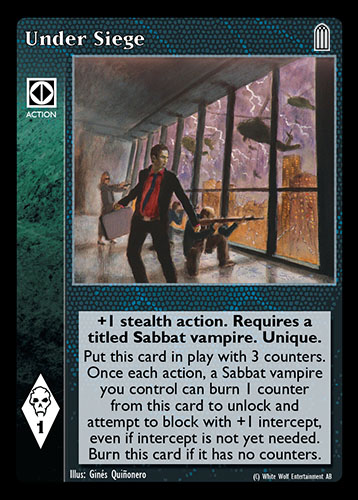 Under Siege
ACTION
+1 stealth action. Requires a
titled Sabbat vampire. Unique.
Put this card in play with 3 counters.
Once each action, a Sabbat vampire
you control can burn 1 counter
from this card to unlock and
attempt to block with +1 intercept,
even if intercept is not yet needed.
Burn this card if it has no counters.
1
Illus: Ginés Quiñonero
(C) White Wolf Entertainment AB